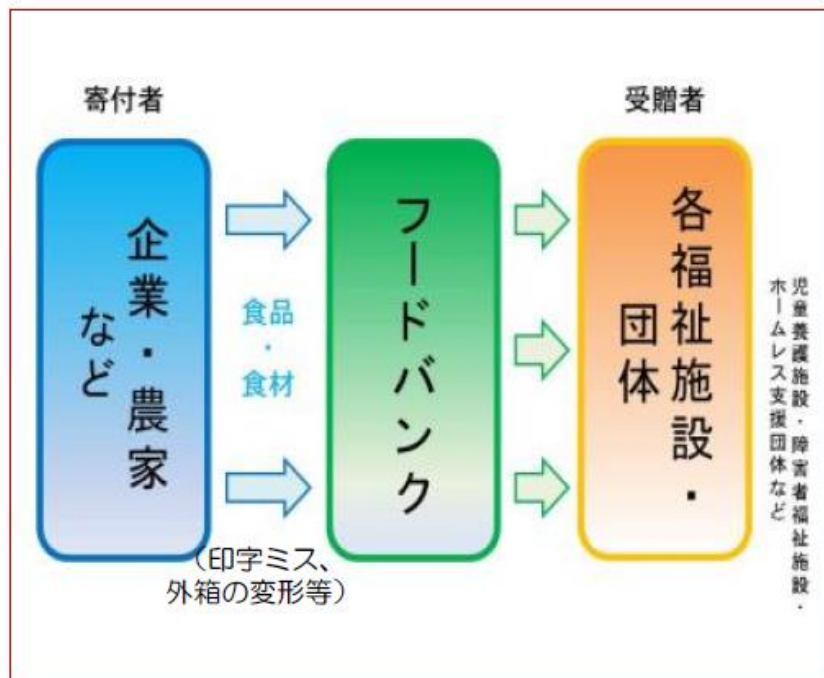 寄付者
企業・農家
など
食品
・
食材
（印字ミス、
外箱の変形等）
フードバンク
受贈者
各福祉施設・
団体
児童養護施設・障害者福祉施設・
ホームレス支援団体など